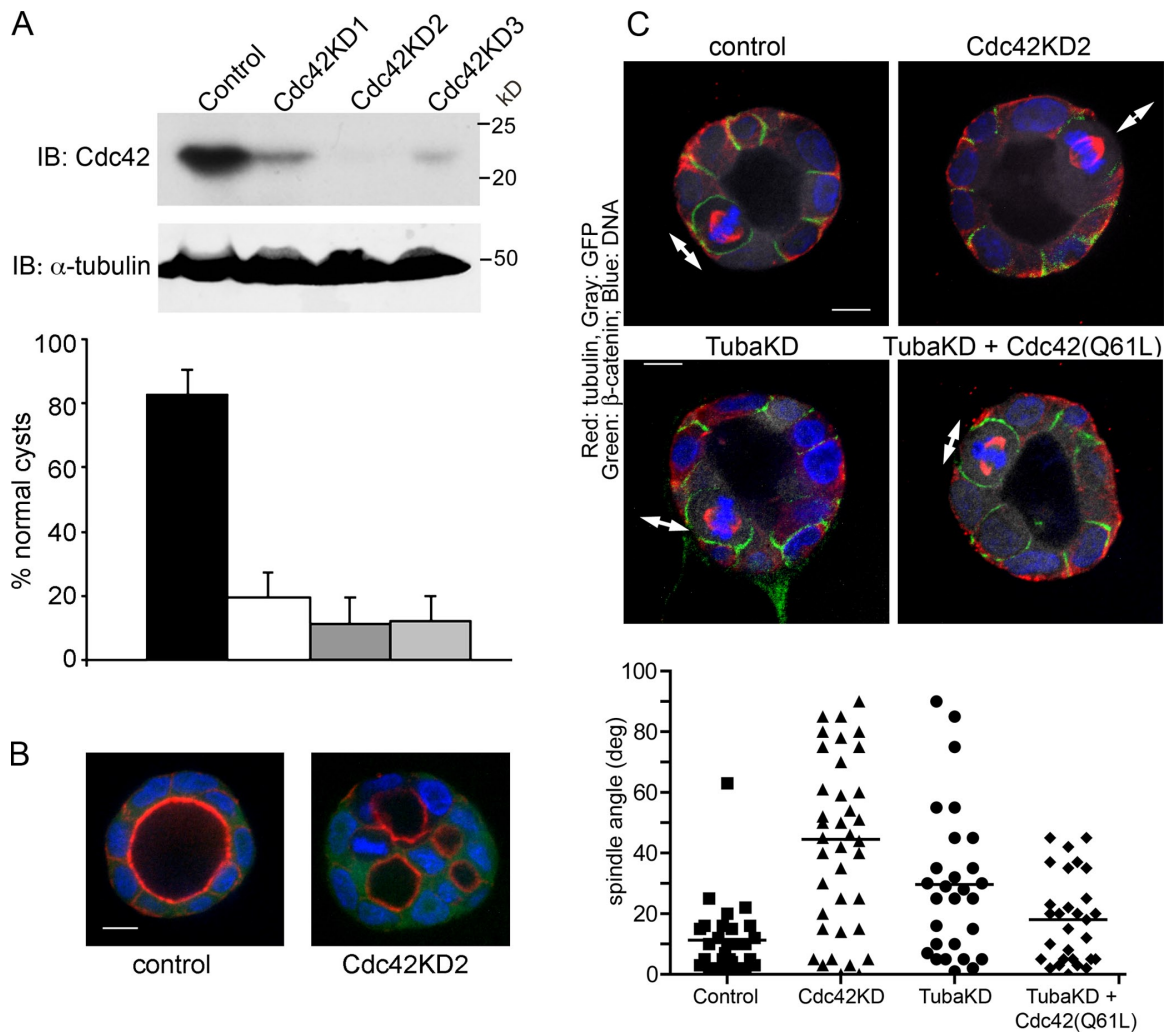 A
Control
Cdc42KD1
Cdc42KD2
Cdc42KD3
kD
IB: Cdc42
25
20
IB: α-tubulin
50
% normal cysts
100
80
60
40
20
0
B
control
Cdc42KD2
C
control
Cdc42KD2
TubaKD
TubaKD + Cdc42(Q61L)
Red: tubulin, Gray: GFP
Green: β-catenin; Blue: DNA
spindle angle (deg)
100
80
60
40
20
0
Control
Cdc42KD
TubaKD
TubaKD +
Cdc42(Q61L)